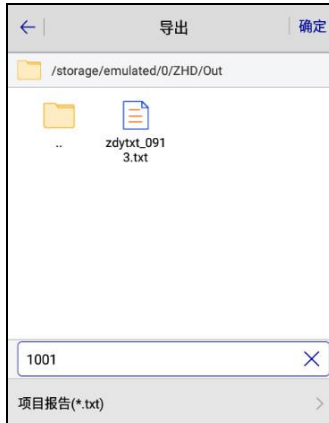 导出
确定
/storage/emulated/0/ZHD/Out
..
zdytxt_091
3.txt
1001
项目报告(*.txt)